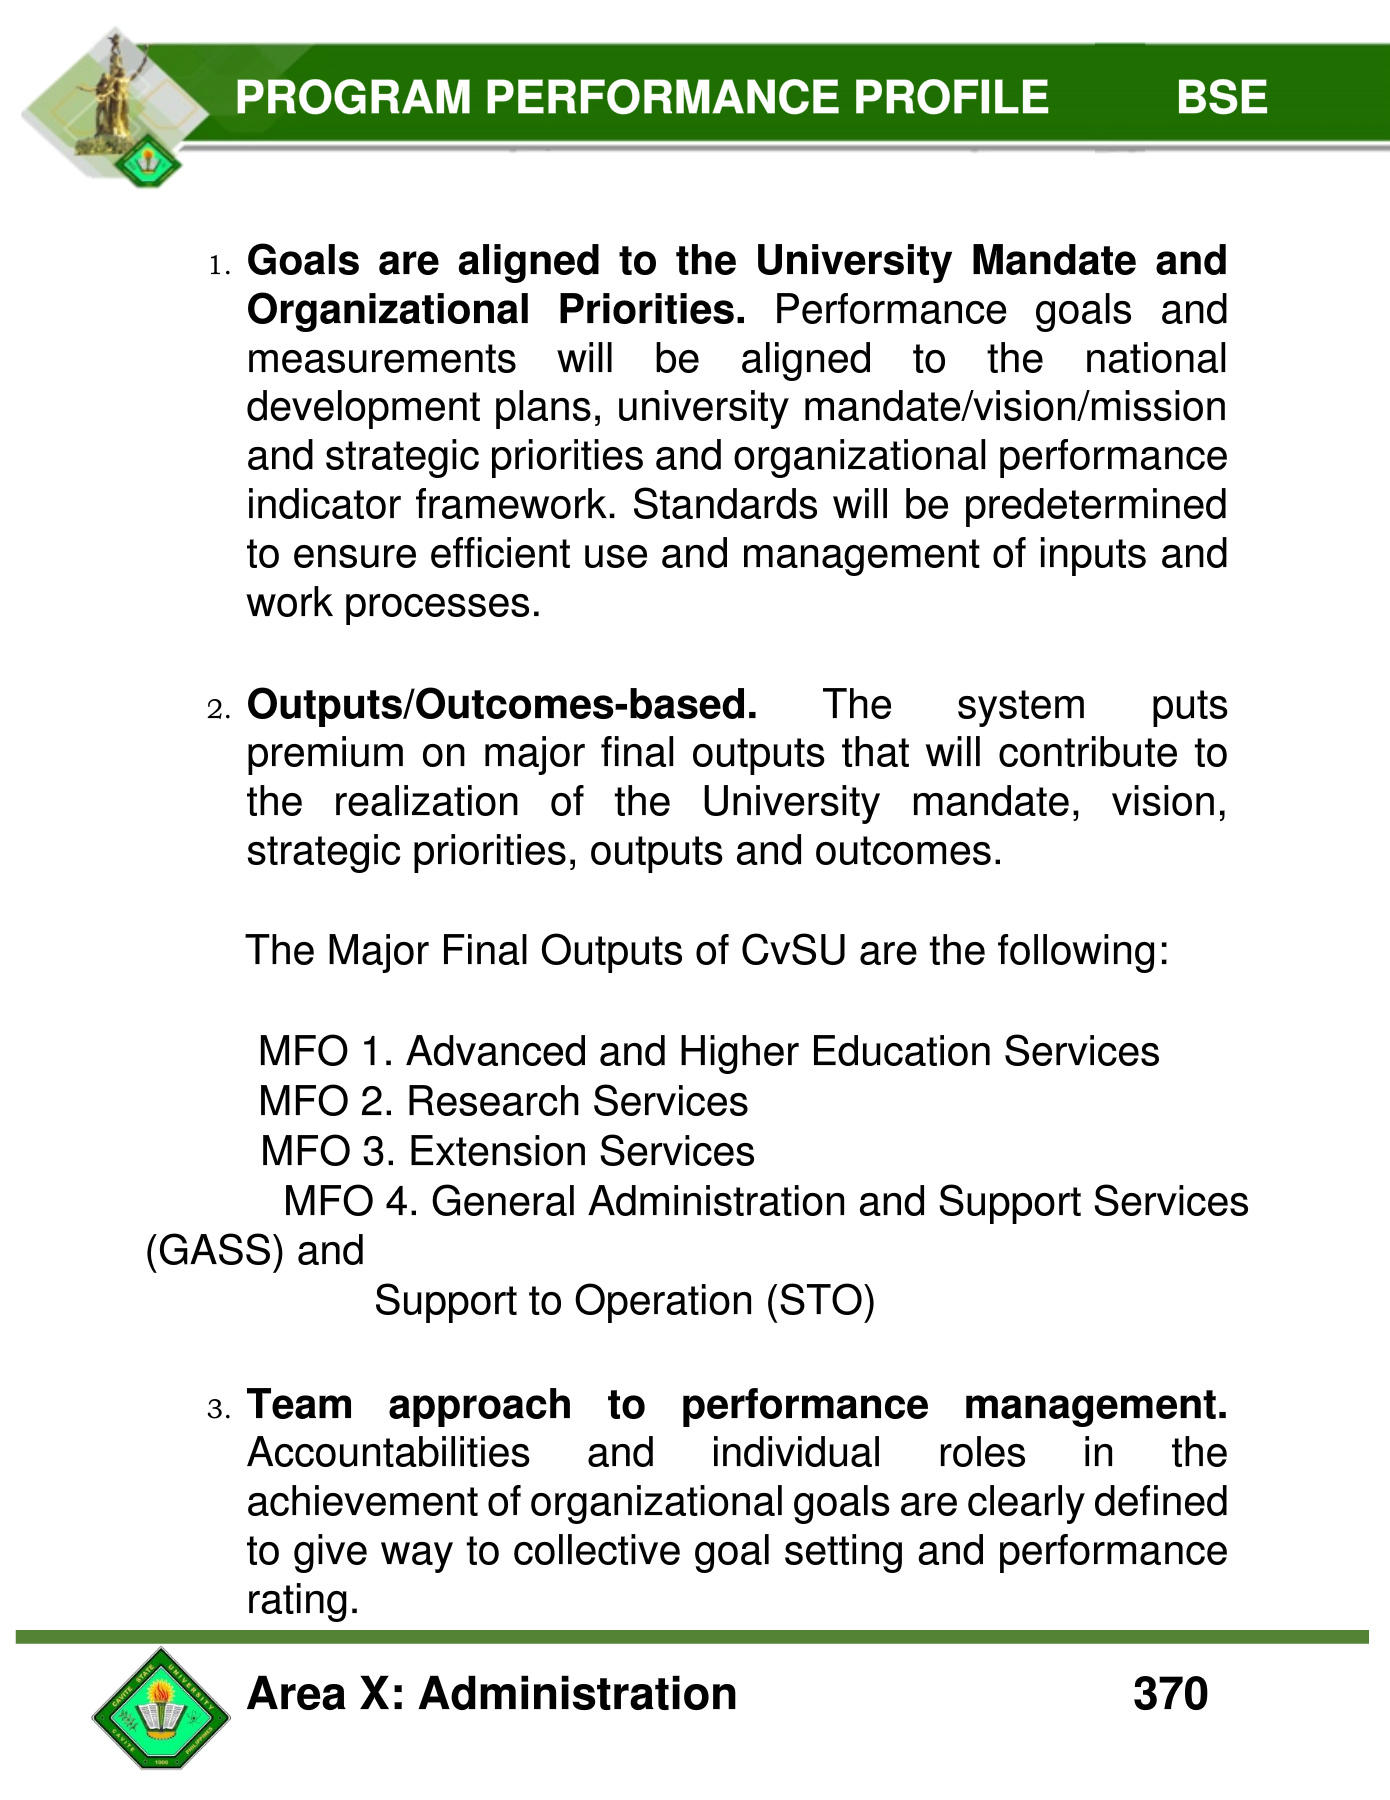 PROGRAM PERFORMANCE PROFILE BSE
1. Goals are aligned to the University Mandate and
Organizational Priorities. Performance goals and
measurements will be aligned to the national
development plans, university mandate/vision/mission
and strategic priorities and organizational performance
indicator framework. Standards will be predetermined
to ensure efficient use and management of inputs and
work processes.
2. Outputs/Outcomes-based. The system puts
premium on major final outputs that will contribute to
the realization of the University mandate, vision,
strategic priorities, outputs and outcomes.
The Major Final Outputs of CvSU are the following:
MFO 1. Advanced and Higher Education Services
MFO 2. Research Services
MFO 3. Extension Services
MFO 4. General Administration and Support Services
(GASS) and
Support to Operation (STO)
3. Team approach to performance management.
Accountabilities and individual roles in the
achievement of organizational goals are clearly defined
to give way to collective goal setting and performance
rating.
CAVITE STATE UNIVERSITY
CAVITE 1906 PHILIPPINES
Area X: Administration 370